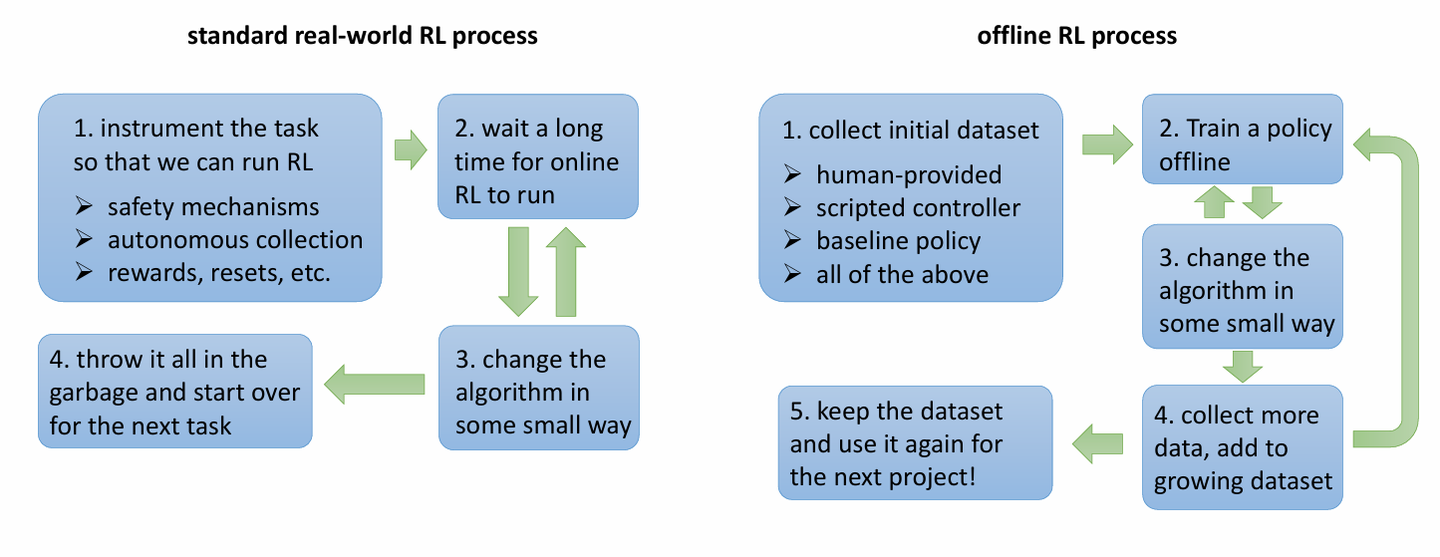 standard real-world RL process
1. instrument the task
so that we can run RL
➢ safety mechanisms
➢ autonomous collection
➢ rewards, resets, etc.
2. wait a long
time for online
RL to run
3. change the
algorithm in
some small way
4. throw it all in the
garbage and start over
for the next task
offline RL process
1. collect initial dataset
➢ human-provided
➢ scripted controller
➢ baseline policy
➢ all of the above
2. Train a policy
offline
3. change the
algorithm in
some small way
4. collect more
data, add to
growing dataset
5. keep the dataset
and use it again for
the next project!